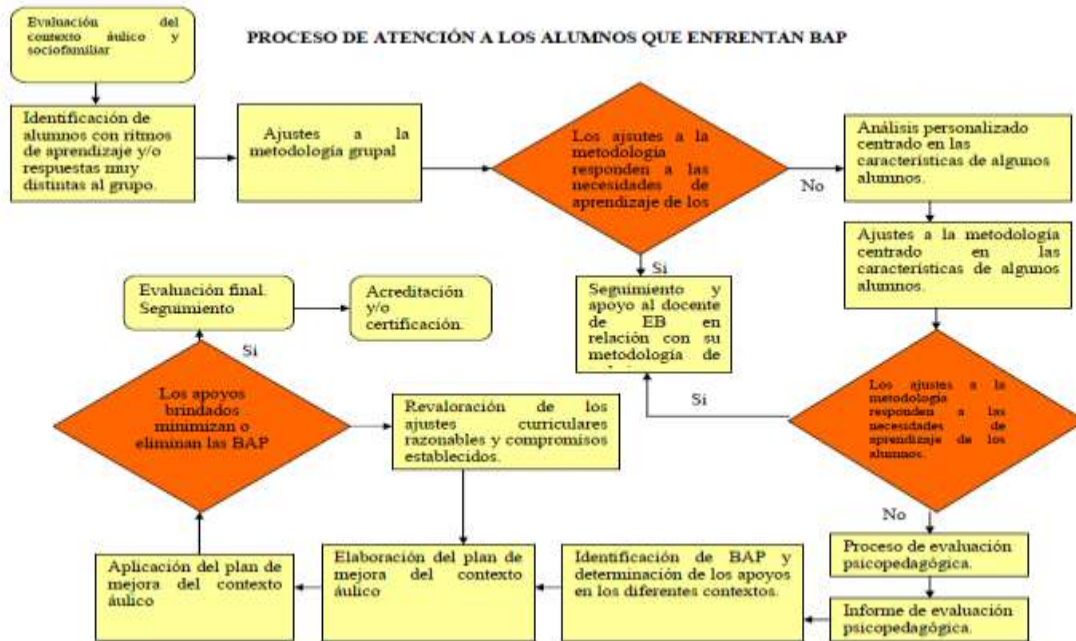 Evaluación del
contexto áulico y
sociofamiliar
PROCESO DE ATENCIÓN A LOS ALUMNOS QUE ENFRENTAN BAP
Identificación de
alumnos con ritmos
de aprendizaje y/o
respuestas muy
distintas al grupo.
Ajustes a la
metodología grupal
Los ajsutes a la
metodología
responden a las
necesidades de
aprendizaje de los
No
Análisis personalizado
centrado en las
características de algunos
alumnos.
Ajustes a la metodología
centrado en las
características de algunos
alumnos.
Si
Seguimiento y
apoyo al docente
de EB en
relación con su
metodología de
Los ajustes a la
metodología
responden a las
necesidades de
aprendizaje de los
alumnos.
Si
No
Proceso de evaluación
psicopedagógica.
Informe de evaluación
psicopedagógica.
Identificación de BAP y
determinación de los apoyos
en los diferentes contextos.
Elaboración del plan de
mejora del contexto
áulico
Aplicación del plan de
mejora del contexto
áulico
Los apoyos
brindados
minimizan o
eliminan las BAP
Revaloración de los
ajustes curriculares
razonables y compromisos
establecidos.
Si
Evaluación final.
Seguimiento
Acreditación
y/o
certificación.